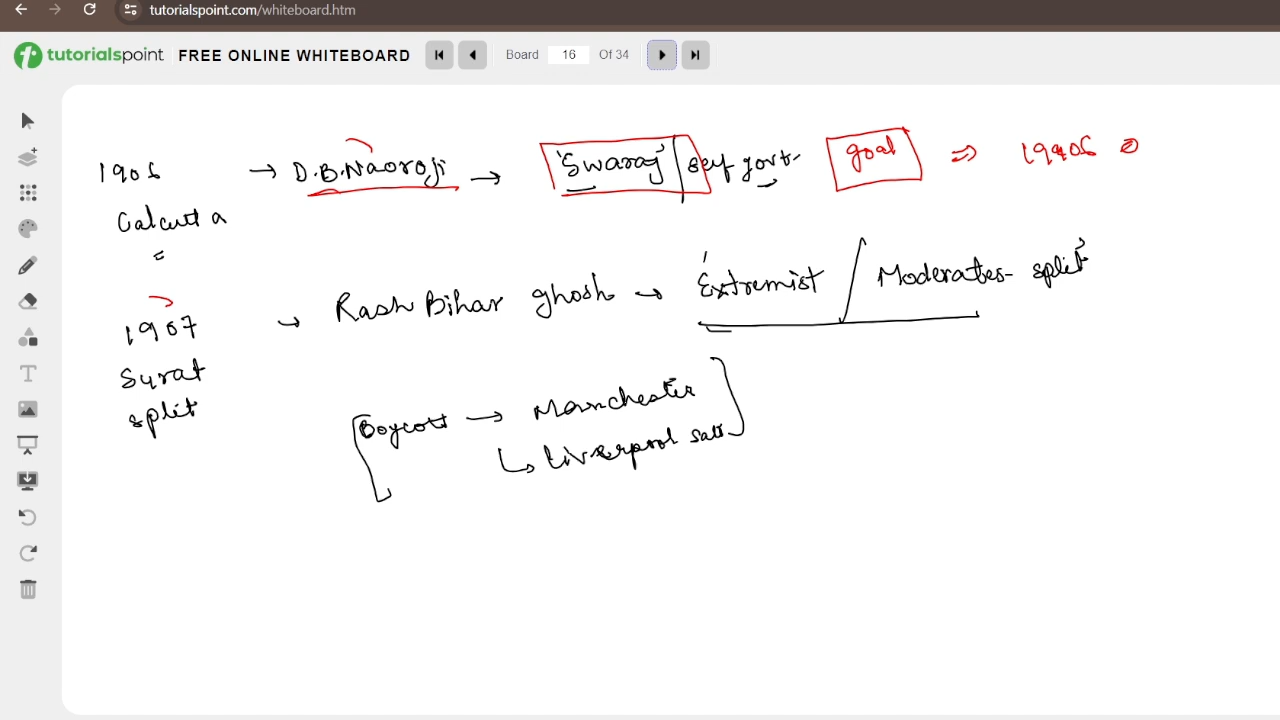 tutorialspoint.com/whiteboard.htm
tutorialspoint FREE ONLINE WHITEBOARD Board 16 Of 34
1906 → D.B.Naoroji → 'Swaraj' self govt- goal ⇒ 1906
Calcutta
1907 → Rash Bihar ghosh → 'Extremist / Moderates- split'
Surat
split
Boycott → Manchester
↳ Liverpool salt